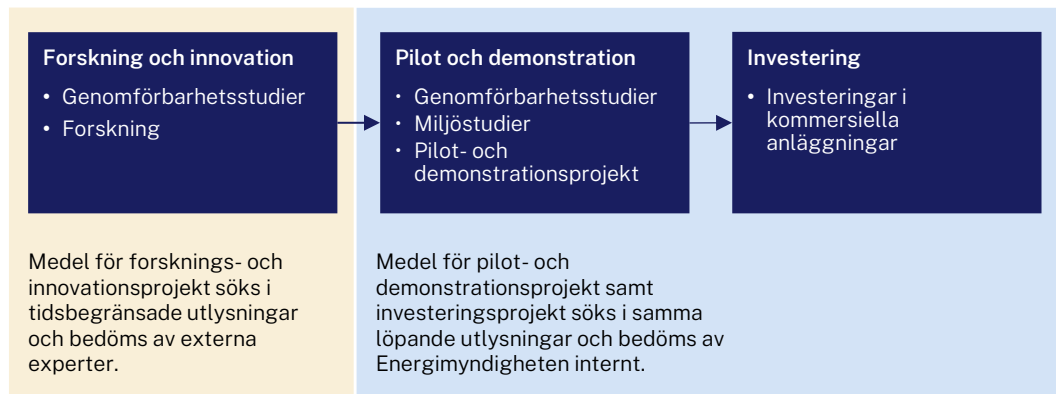 Forskning och innovation
• Genomförbarhetsstudier
• Forskning
Pilot och demonstration
• Genomförbarhetsstudier
• Miljöstudier
• Pilot- och
demonstrationsprojekt
Investering
• Investeringar i
kommersiella
anläggningar
Medel för forsknings- och
innovationsprojekt söks i
tidsbegränsade utlysningar
och bedöms av externa
experter.
Medel för pilot- och
demonstrationsprojekt samt
investeringsprojekt söks i samma
löpande utlysningar och bedöms av
Energimyndigheten internt.